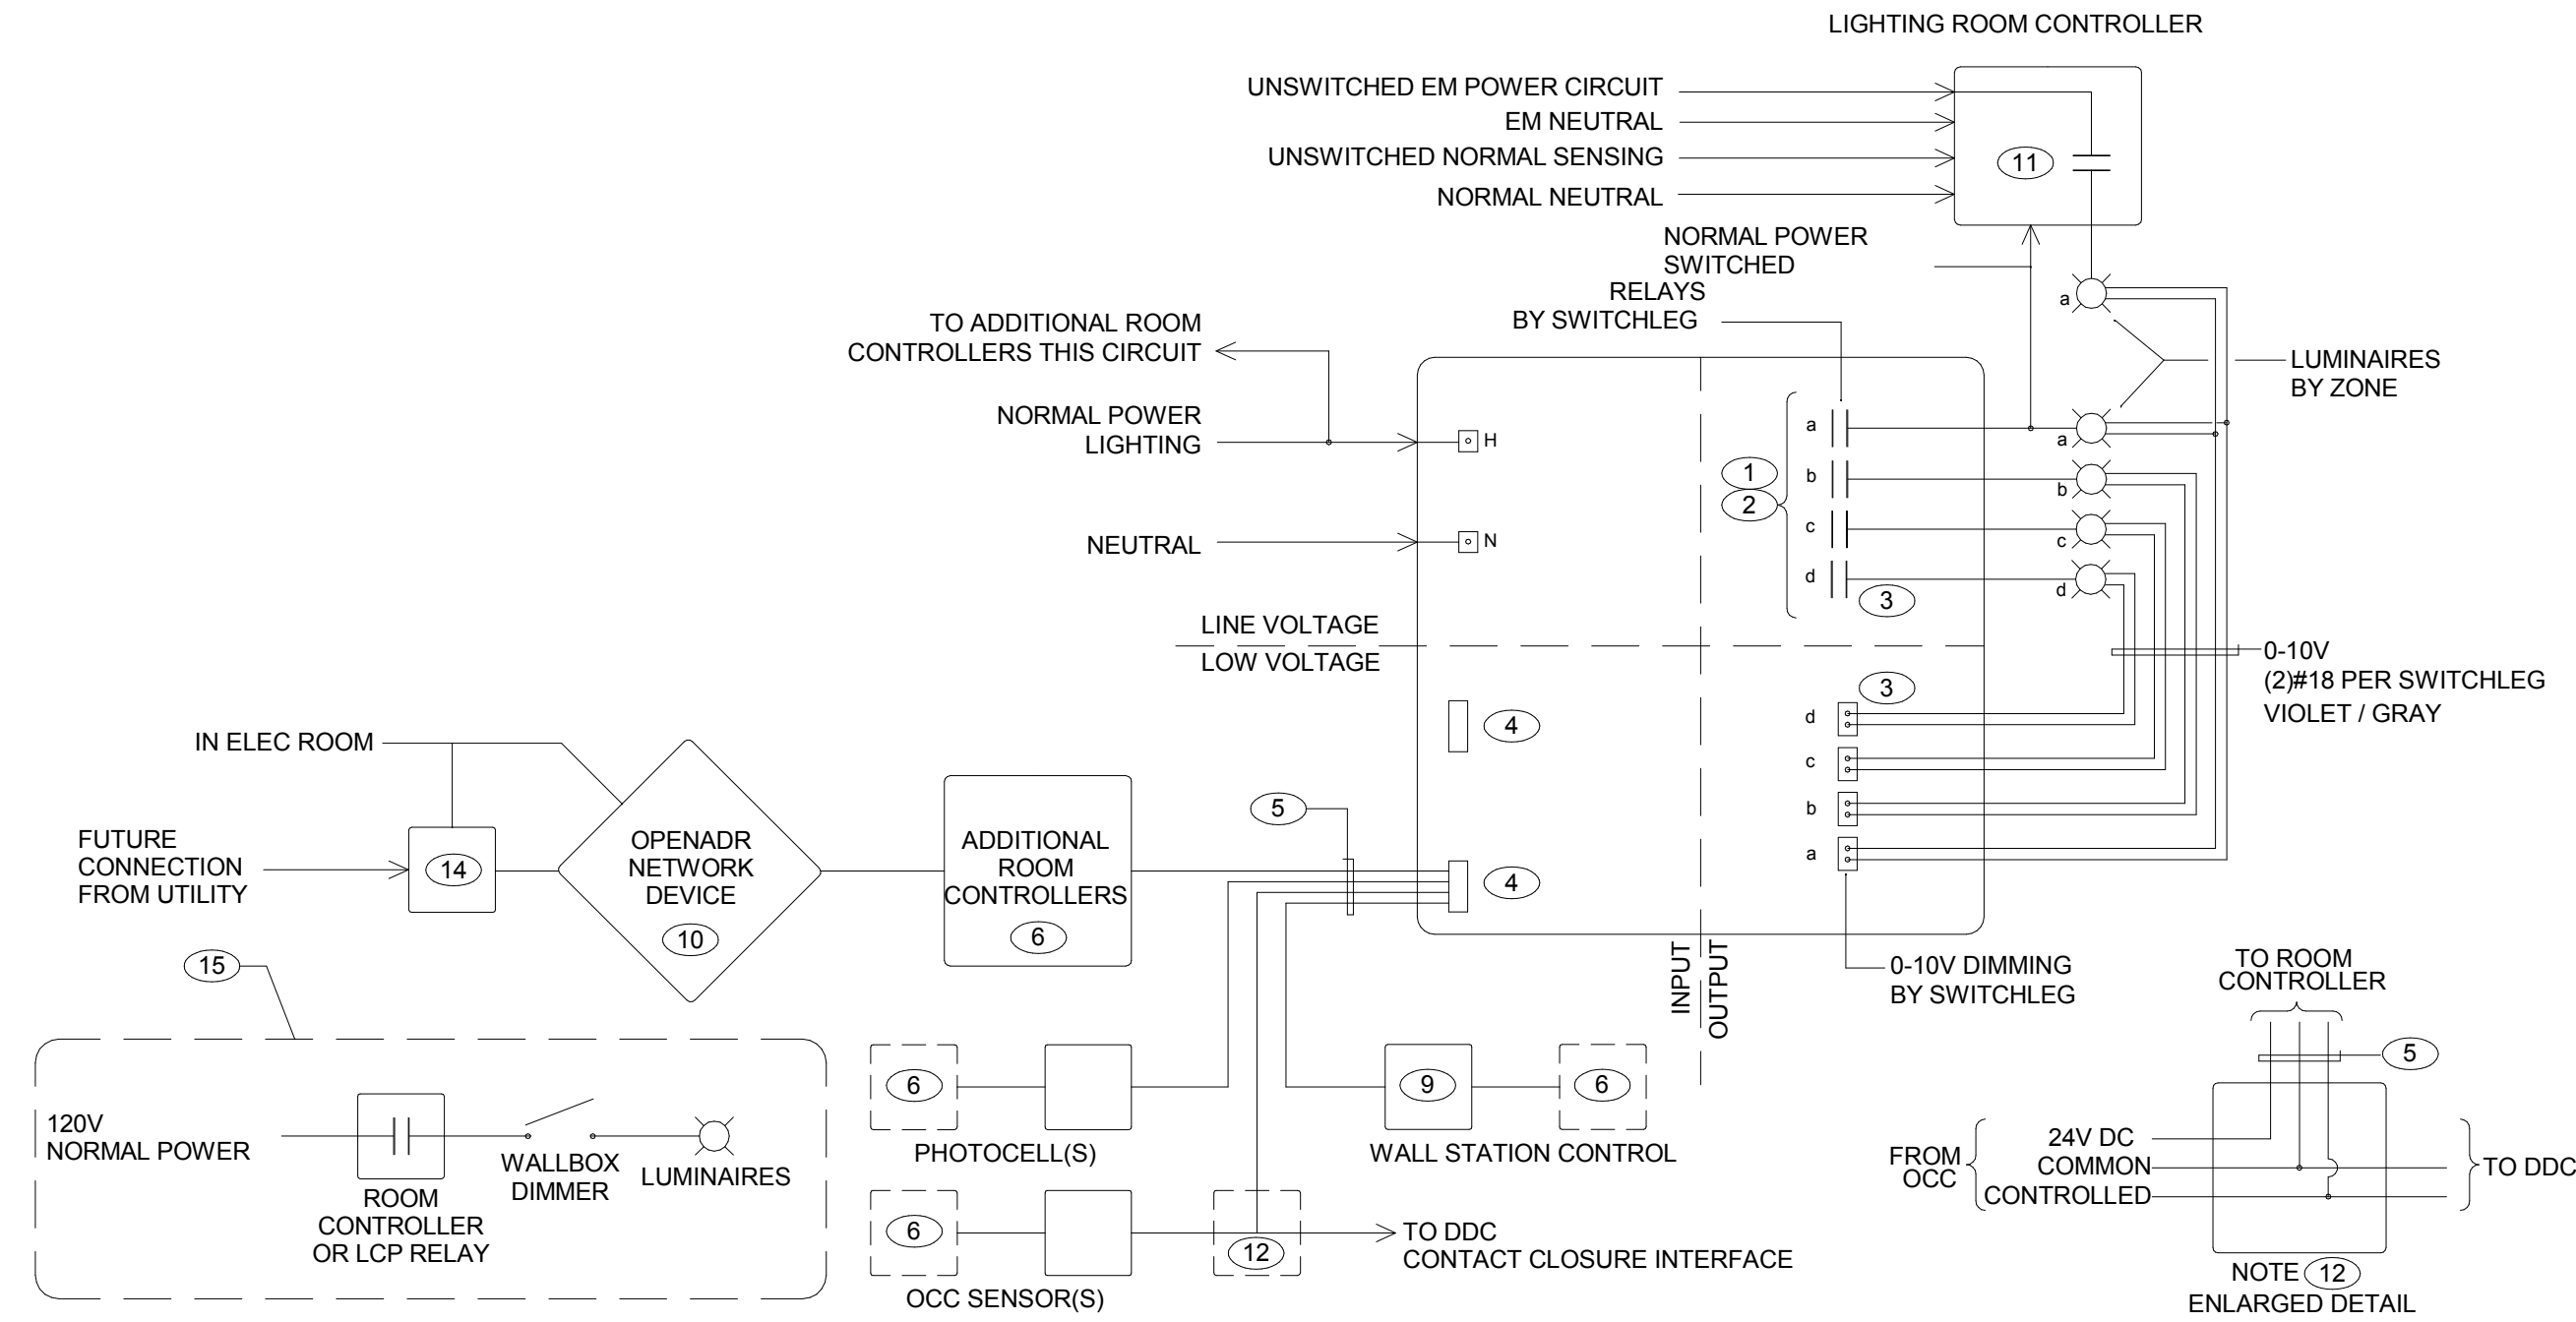 LIGHTING ROOM CONTROLLER
UNSWITCHED EM POWER CIRCUIT
EM NEUTRAL
UNSWITCHED NORMAL SENSING
NORMAL NEUTRAL
11
NORMAL POWER
SWITCHED
RELAYS
BY SWITCHLEG
a
TO ADDITIONAL ROOM
CONTROLLERS THIS CIRCUIT
LUMINAIRES
BY ZONE
NORMAL POWER
LIGHTING
H
NEUTRAL
N
1
2
a
b
c
d
3
a
b
c
d
LINE VOLTAGE
LOW VOLTAGE
0-10V
(2)#18 PER SWITCHLEG
VIOLET / GRAY
3
4
d
c
b
a
4
5
IN ELEC ROOM
FUTURE
CONNECTION
FROM UTILITY
14
OPENADR
NETWORK
DEVICE
10
ADDITIONAL
ROOM
CONTROLLERS
6
INPUT
OUTPUT
0-10V DIMMING
BY SWITCHLEG
15
120V
NORMAL POWER
ROOM
CONTROLLER
OR LCP RELAY
WALLBOX
DIMMER
LUMINAIRES
6
PHOTOCELL(S)
9
6
WALL STATION CONTROL
6
OCC SENSOR(S)
12
TO DDC
CONTACT CLOSURE INTERFACE
TO ROOM
CONTROLLER
5
FROM
OCC
24V DC
COMMON
CONTROLLED
TO DDC
NOTE 12
ENLARGED DETAIL